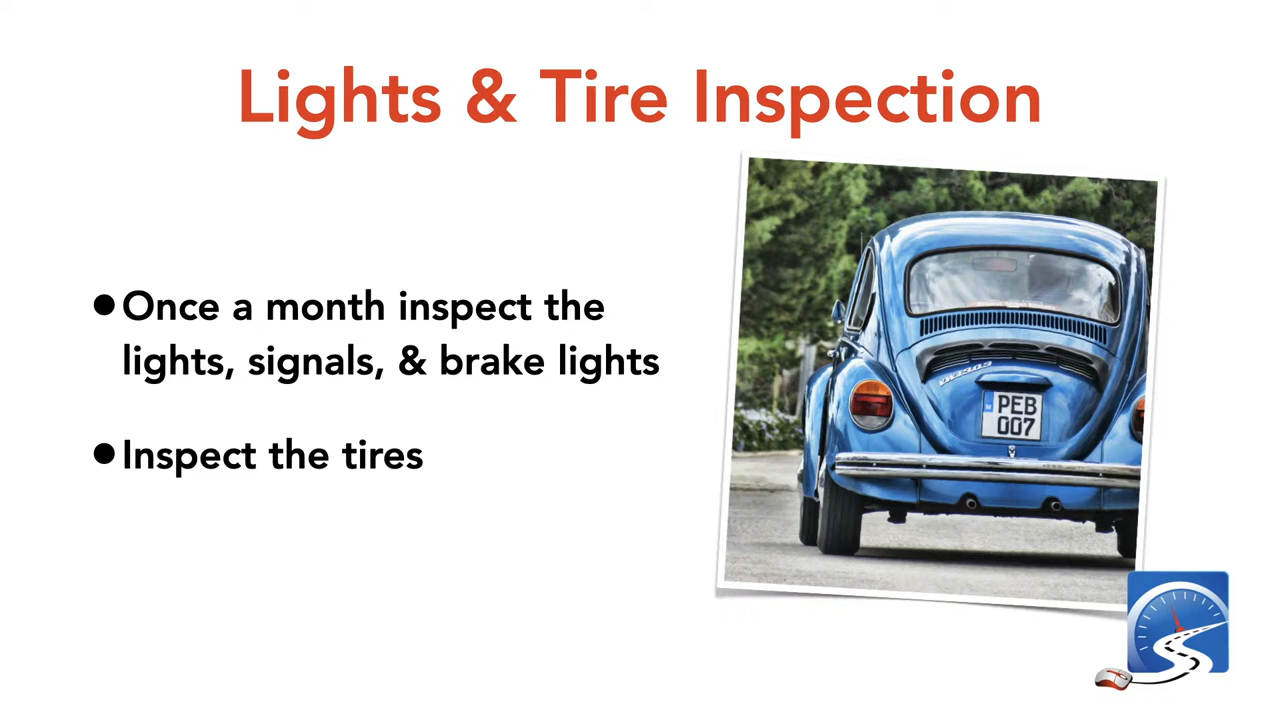 Lights & Tire Inspection
●Once a month inspect the
lights, signals, & brake lights
●Inspect the tires
PEB
007